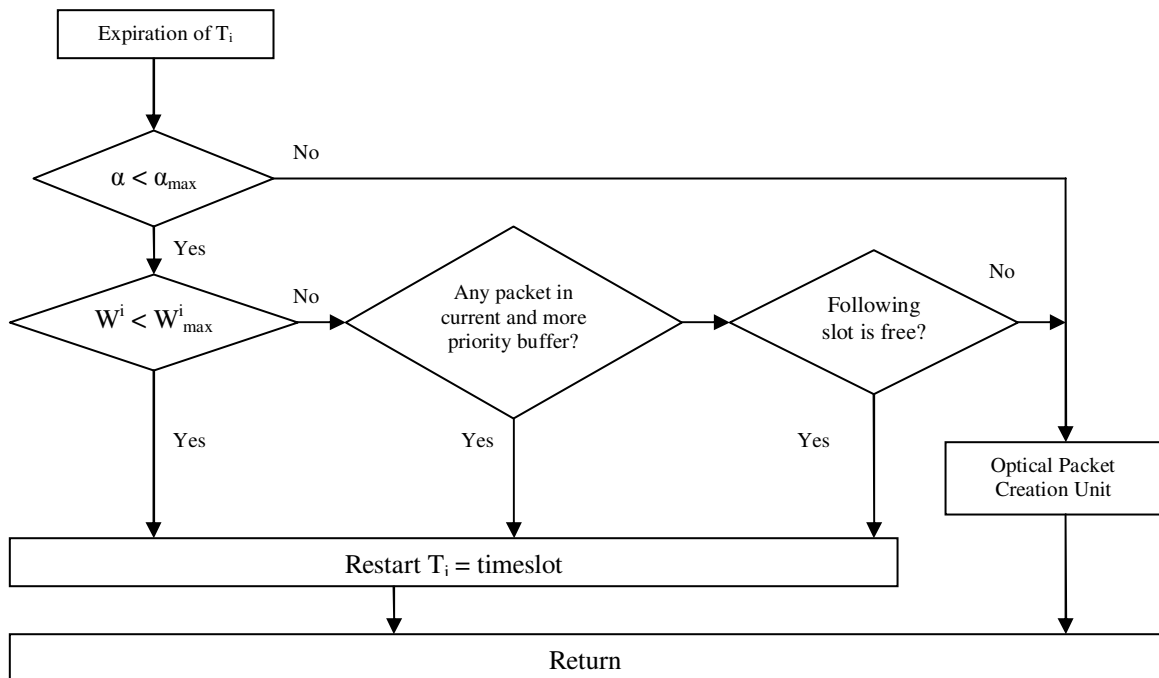 Expiration of Tᵢ
No
α < αₘₐₓ
Yes
Wⁱ < Wⁱₘₐₓ
No
Any packet in
current and more
priority buffer?
Following
slot is free?
No
Yes
Yes
Yes
Optical Packet
Creation Unit
Restart Tᵢ = timeslot
Return